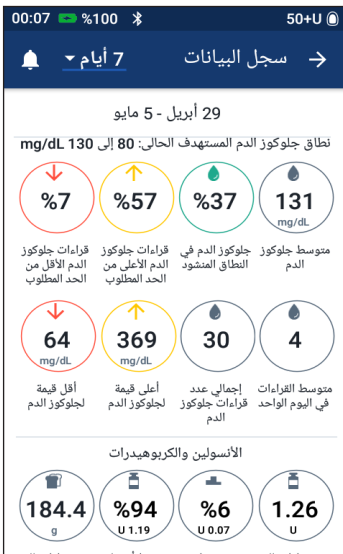 00:07 %100 50+U
سجل البيانات 7 أيام
29 أبريل - 5 مايو
نطاق جلوكوز الدم المستهدف الحالي: 80 إلى 130 mg/dL
131 %37 %57 %7
mg/dL
متوسط جلوكوز جلوكوز الدم في قراءات جلوكوز قراءات جلوكوز
الدم النطاق المنشود الدم الأعلى من الدم الأقل من
الحد المطلوب الحد المطلوب
4 30 369 64
mg/dL mg/dL
متوسط القراءات إجمالي عدد أعلى قيمة أقل قيمة
في اليوم الواحد قراءات جلوكوز لجلوكوز الدم لجلوكوز الدم
الدم
الأنسولين والكربوهيدرات
1.26 %6 %94 184.4
U U 0.07 U 1.19 g